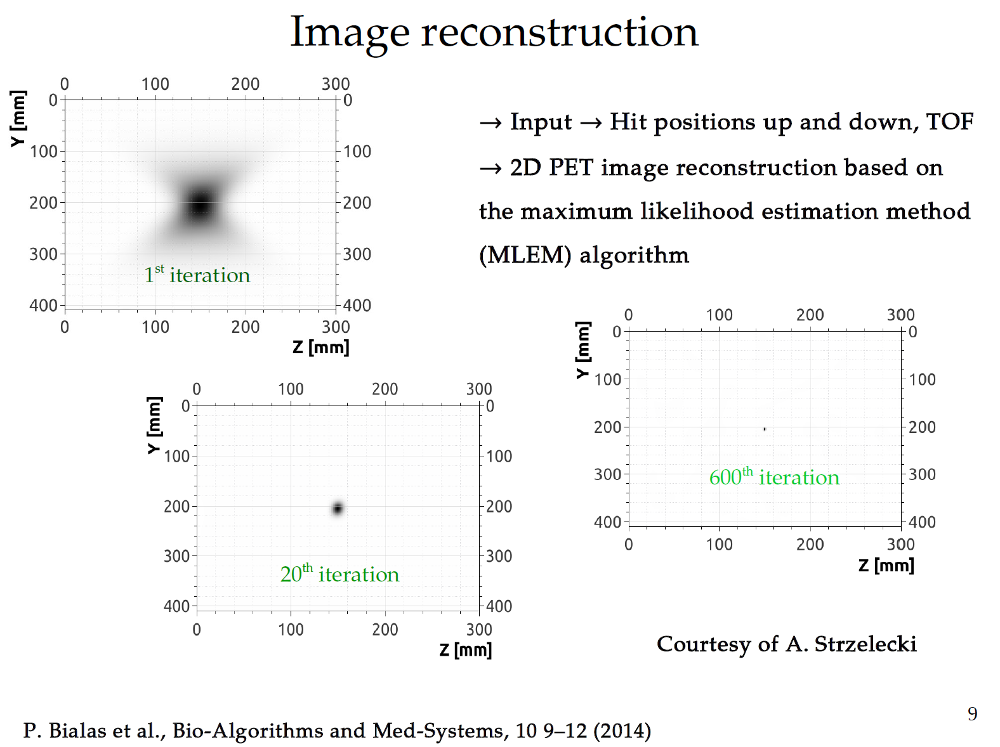 Image reconstruction
0 100 200 300
Y [mm]
0 0
100 100
200 200
300 300
1st iteration
400 400
0 100 200 300
Z [mm]
→ Input → Hit positions up and down, TOF
→ 2D PET image reconstruction based on
the maximum likelihood estimation method
(MLEM) algorithm
0 100 200 300
Y [mm]
0 0
100 100
200 200
300 300
20th iteration
400 400
0 100 200 300
Z [mm]
0 100 200 300
Y [mm]
0 0
100 100
200 200
300 300
600th iteration
400 400
0 100 200 300
Z [mm]
Courtesy of A. Strzelecki
9
P. Bialas et al., Bio-Algorithms and Med-Systems, 10 9–12 (2014)